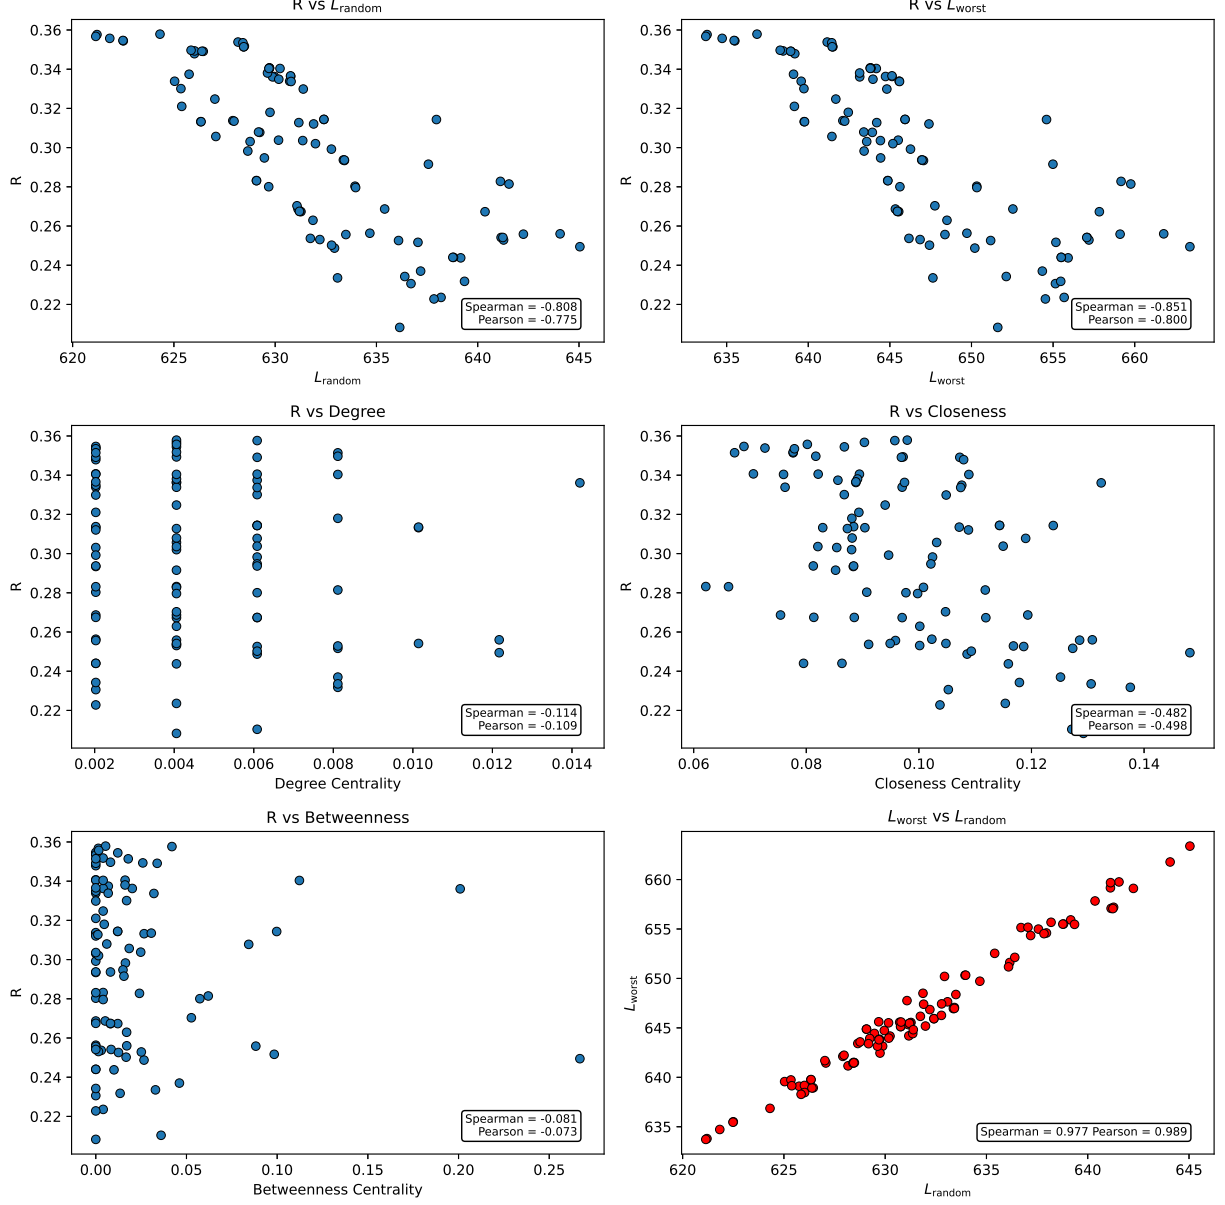 R vs L_random
0.36
0.34
0.32
0.30
0.28
0.26
0.24
0.22
R
Spearman = -0.808
Pearson = -0.775
620 625 630 635 640 645
L_random
R vs L_worst
0.36
0.34
0.32
0.30
0.28
0.26
0.24
0.22
R
Spearman = -0.851
Pearson = -0.800
635 640 645 650 655 660
L_worst
R vs Degree
0.36
0.34
0.32
0.30
0.28
0.26
0.24
0.22
R
Spearman = -0.114
Pearson = -0.109
0.002 0.004 0.006 0.008 0.010 0.012 0.014
Degree Centrality
R vs Closeness
0.36
0.34
0.32
0.30
0.28
0.26
0.24
0.22
R
Spearman = -0.482
Pearson = -0.498
0.06 0.08 0.10 0.12 0.14
Closeness Centrality
R vs Betweenness
0.36
0.34
0.32
0.30
0.28
0.26
0.24
0.22
R
Spearman = -0.081
Pearson = -0.073
0.00 0.05 0.10 0.15 0.20 0.25
Betweenness Centrality
L_worst vs L_random
660
655
650
645
640
635
L_worst
Spearman = 0.977 Pearson = 0.989
620 625 630 635 640 645
L_random